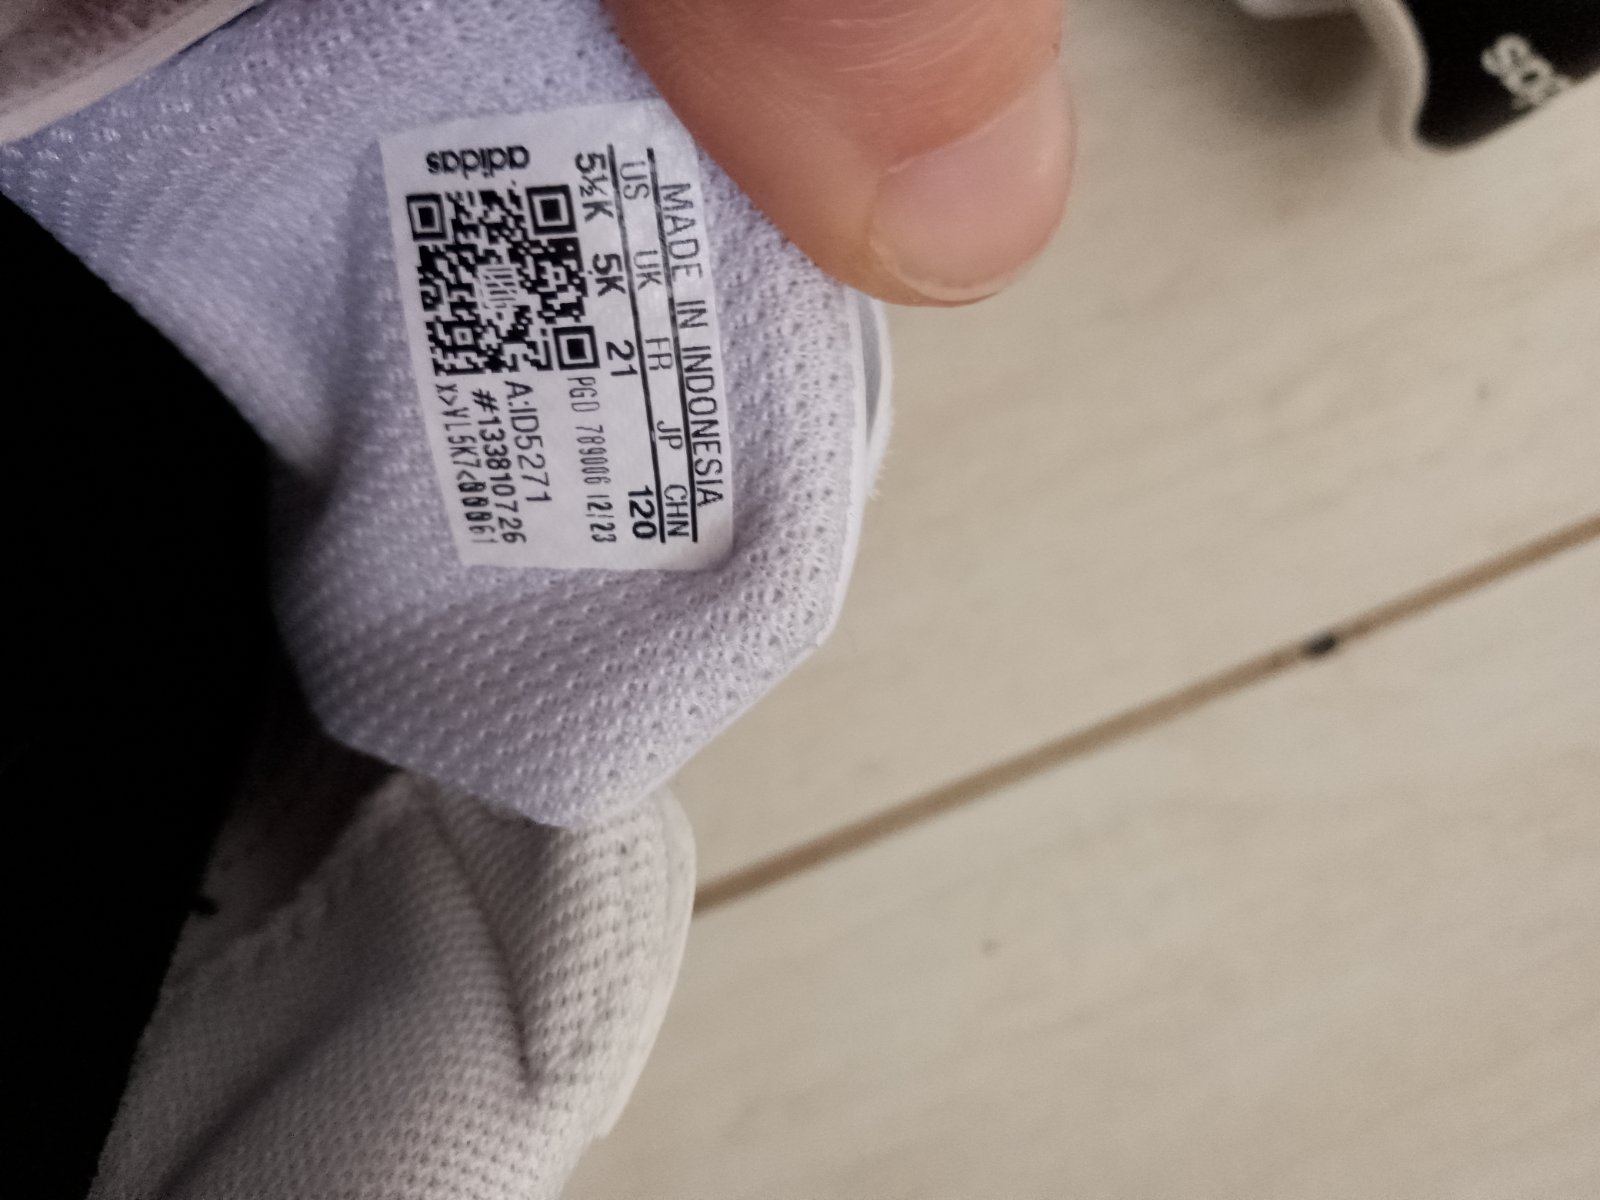 MADE IN INDONESIA
US UK FR JP CHN
5½K 5K 21 120
PGD 789006 12/23
A:ID5271
#133810726
adidas